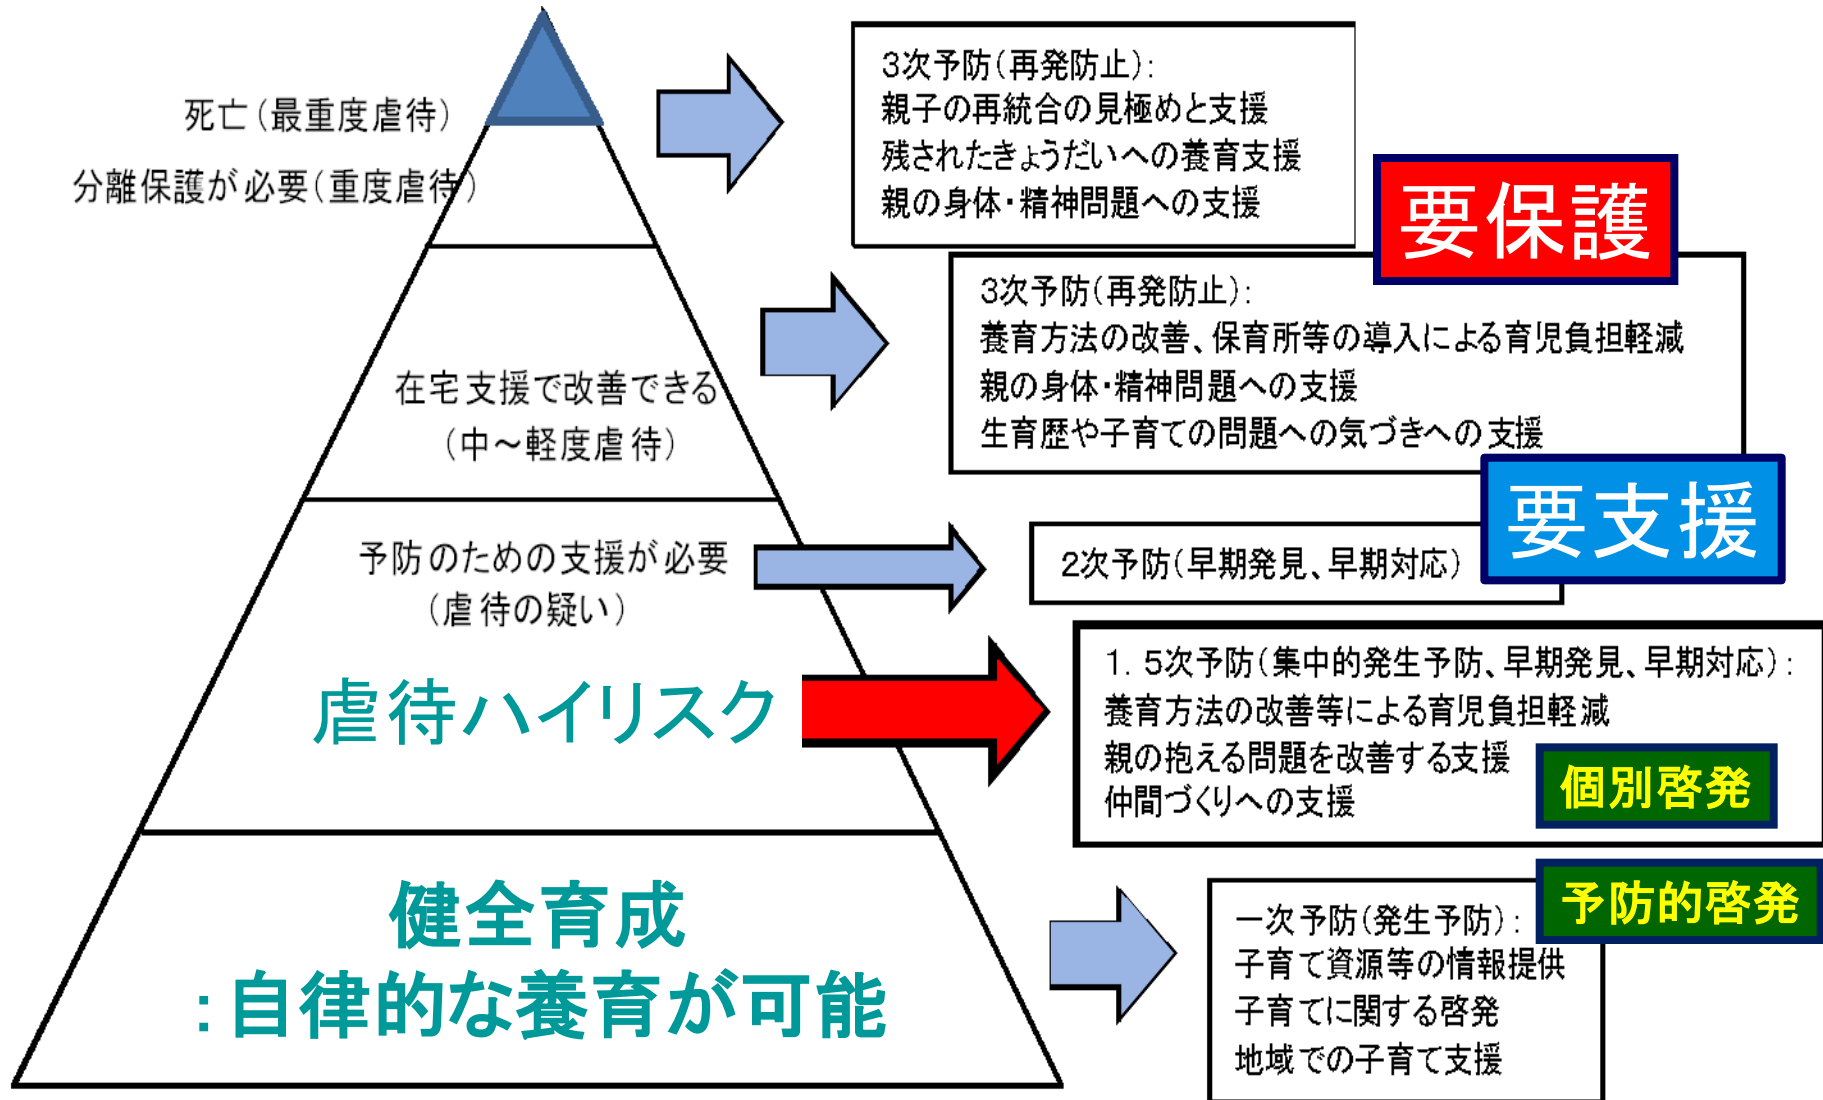 死亡(最重度虐待)
分離保護が必要(重度虐待)
3次予防(再発防止):
親子の再統合の見極めと支援
残されたきょうだいへの養育支援
親の身体・精神問題への支援
要保護
在宅支援で改善できる
(中～軽度虐待)
3次予防(再発防止):
養育方法の改善、保育所等の導入による育児負担軽減
親の身体・精神問題への支援
生育歴や子育ての問題への気づきへの支援
要支援
予防のための支援が必要
(虐待の疑い)
2次予防(早期発見、早期対応)
虐待ハイリスク
1．5次予防(集中的発生予防、早期発見、早期対応):
養育方法の改善等による育児負担軽減
親の抱える問題を改善する支援
仲間づくりへの支援
個別啓発
健全育成
:自律的な養育が可能
予防的啓発
一次予防(発生予防):
子育て資源等の情報提供
子育てに関する啓発
地域での子育て支援